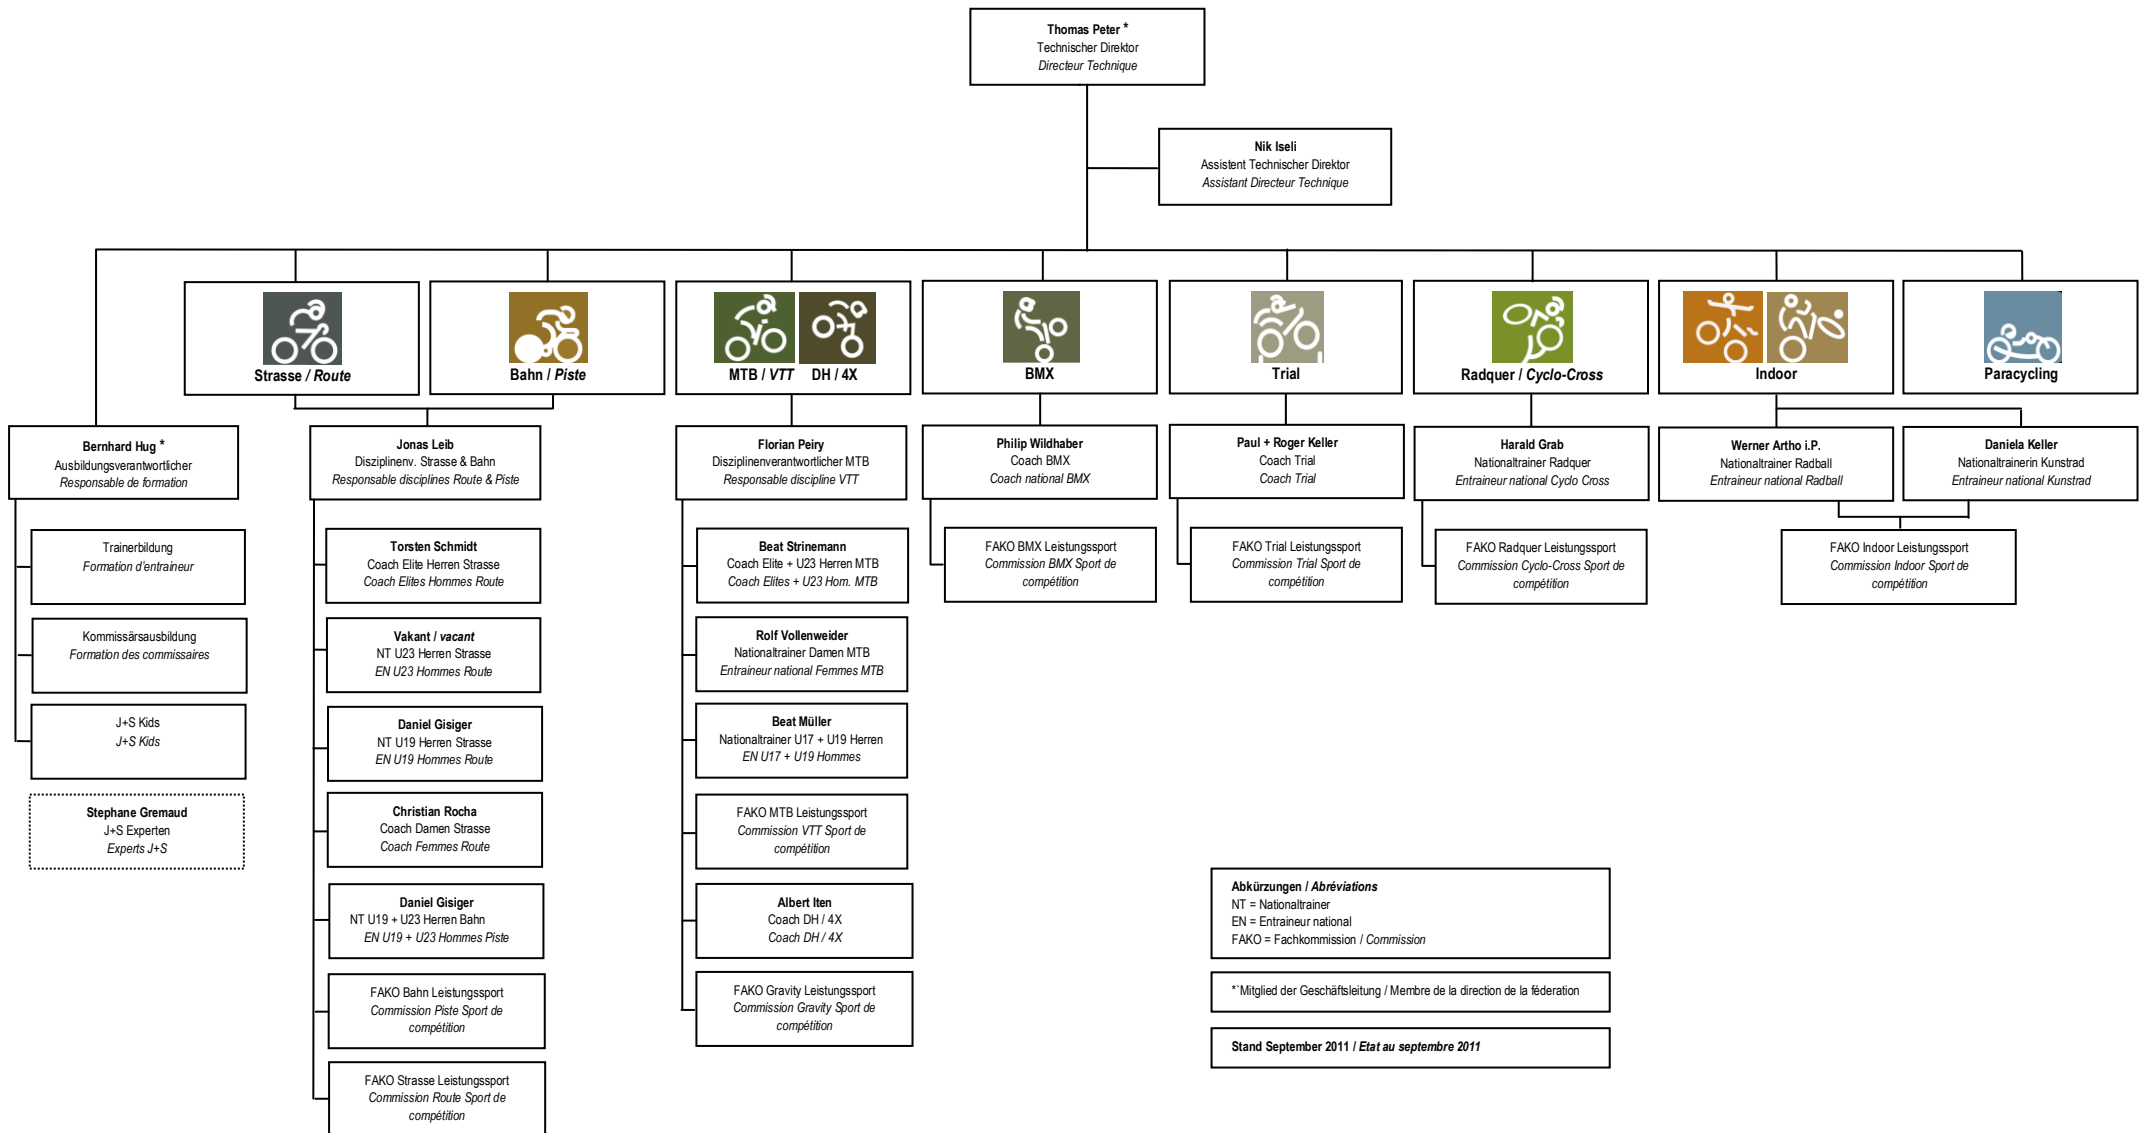 Thomas Peter *
Technischer Direktor
Directeur Technique
Nik Iseli
Assistent Technischer Direktor
Assistant Directeur Technique
Strasse / Route
Bahn / Piste
MTB / VTT DH / 4X
BMX
Trial
Radquer / Cyclo-Cross
Indoor
Paracycling
Bernhard Hug *
Ausbildungsverantwortlicher
Responsable de formation
Trainerbildung
Formation d'entraineur
Kommissärsausbildung
Formation des commissaires
J+S Kids
J+S Kids
Stephane Gremaud
J+S Experten
Experts J+S
Jonas Leib
Disziplinenv. Strasse & Bahn
Responsable disciplines Route & Piste
Torsten Schmidt
Coach Elite Herren Strasse
Coach Elites Hommes Route
Vakant / vacant
NT U23 Herren Strasse
EN U23 Hommes Route
Daniel Gisiger
NT U19 Herren Strasse
EN U19 Hommes Route
Christian Rocha
Coach Damen Strasse
Coach Femmes Route
Daniel Gisiger
NT U19 + U23 Herren Bahn
EN U19 + U23 Hommes Piste
FAKO Bahn Leistungssport
Commission Piste Sport de
compétition
FAKO Strasse Leistungssport
Commission Route Sport de
compétition
Florian Peiry
Disziplinenverantwortlicher MTB
Responsable discipline VTT
Beat Strinemann
Coach Elite + U23 Herren MTB
Coach Elites + U23 Hom. MTB
Rolf Vollenweider
Nationaltrainer Damen MTB
Entraineur national Femmes MTB
Beat Müller
Nationaltrainer U17 + U19 Herren
EN U17 + U19 Hommes
FAKO MTB Leistungssport
Commission VTT Sport de
compétition
Albert Iten
Coach DH / 4X
Coach DH / 4X
FAKO Gravity Leistungssport
Commission Gravity Sport de
compétition
Philip Wildhaber
Coach BMX
Coach national BMX
FAKO BMX Leistungssport
Commission BMX Sport de
compétition
Paul + Roger Keller
Coach Trial
Coach Trial
FAKO Trial Leistungssport
Commission Trial Sport de
compétition
Harald Grab
Nationaltrainer Radquer
Entraineur national Cyclo Cross
FAKO Radquer Leistungssport
Commission Cyclo-Cross Sport de
compétition
Werner Artho i.P.
Nationaltrainer Radball
Entraineur national Radball
Daniela Keller
Nationaltrainerin Kunstrad
Entraineur national Kunstrad
FAKO Indoor Leistungssport
Commission Indoor Sport de
compétition
Abkürzungen / Abréviations
NT = Nationaltrainer
EN = Entraineur national
FAKO = Fachkommission / Commission
*`Mitglied der Geschäftsleitung / Membre de la direction de la féderation
Stand September 2011 / Etat au septembre 2011